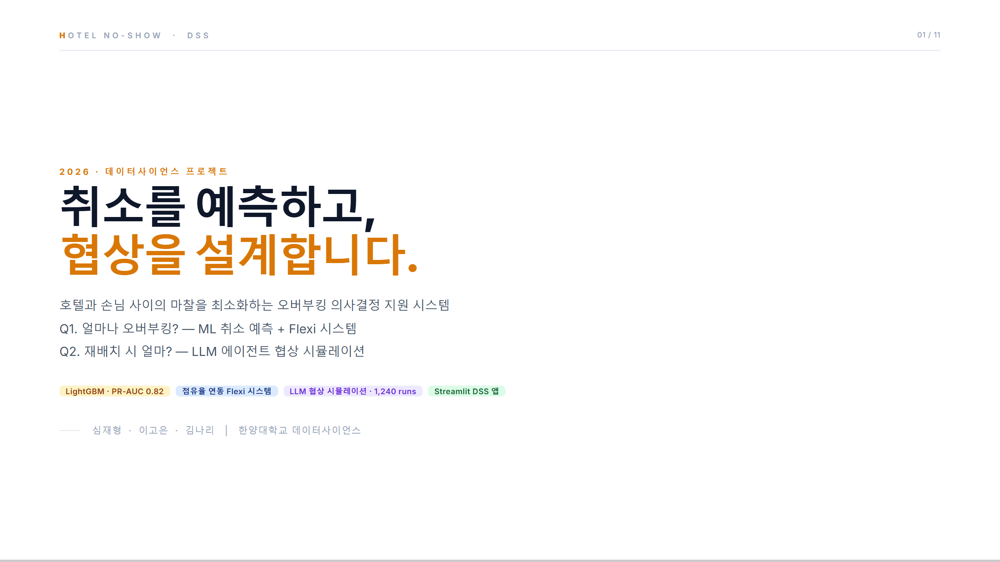 HOTEL NO-SHOW · DSS
01 / 11
2026 · 데이터사이언스 프로젝트
취소를 예측하고,
협상을 설계합니다.
호텔과 손님 사이의 마찰을 최소화하는 오버부킹 의사결정 지원 시스템
Q1. 얼마나 오버부킹? — ML 취소 예측 + Flexi 시스템
Q2. 재배치 시 얼마? — LLM 에이전트 협상 시뮬레이션
LightGBM · PR-AUC 0.82
점유율 연동 Flexi 시스템
LLM 협상 시뮬레이션 · 1,240 runs
Streamlit DSS 앱
심재형 · 이고은 · 김나리 | 한양대학교 데이터사이언스